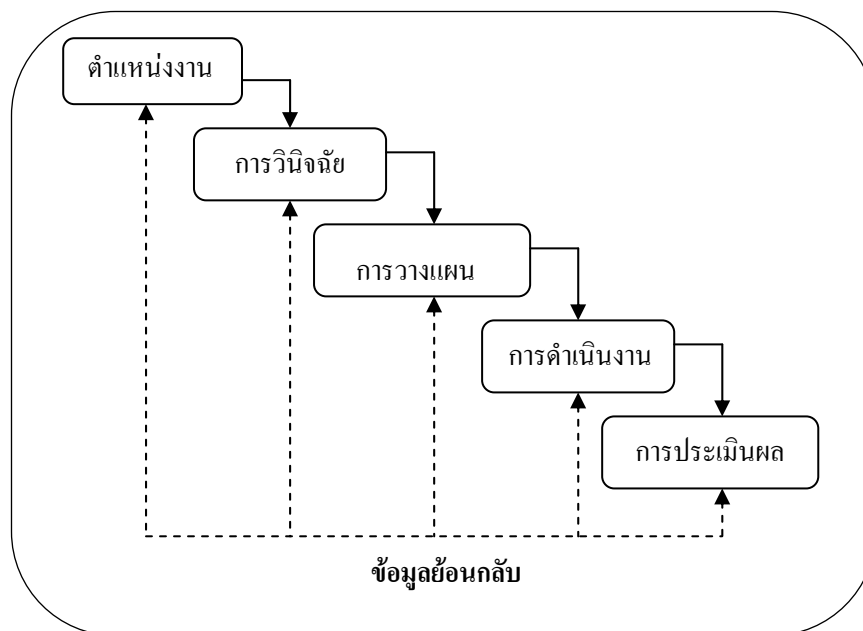 ตำแหน่งงาน
การวินิจฉัย
การวางแผน
การดำเนินงาน
การประเมินผล
ข้อมูลย้อนกลับ